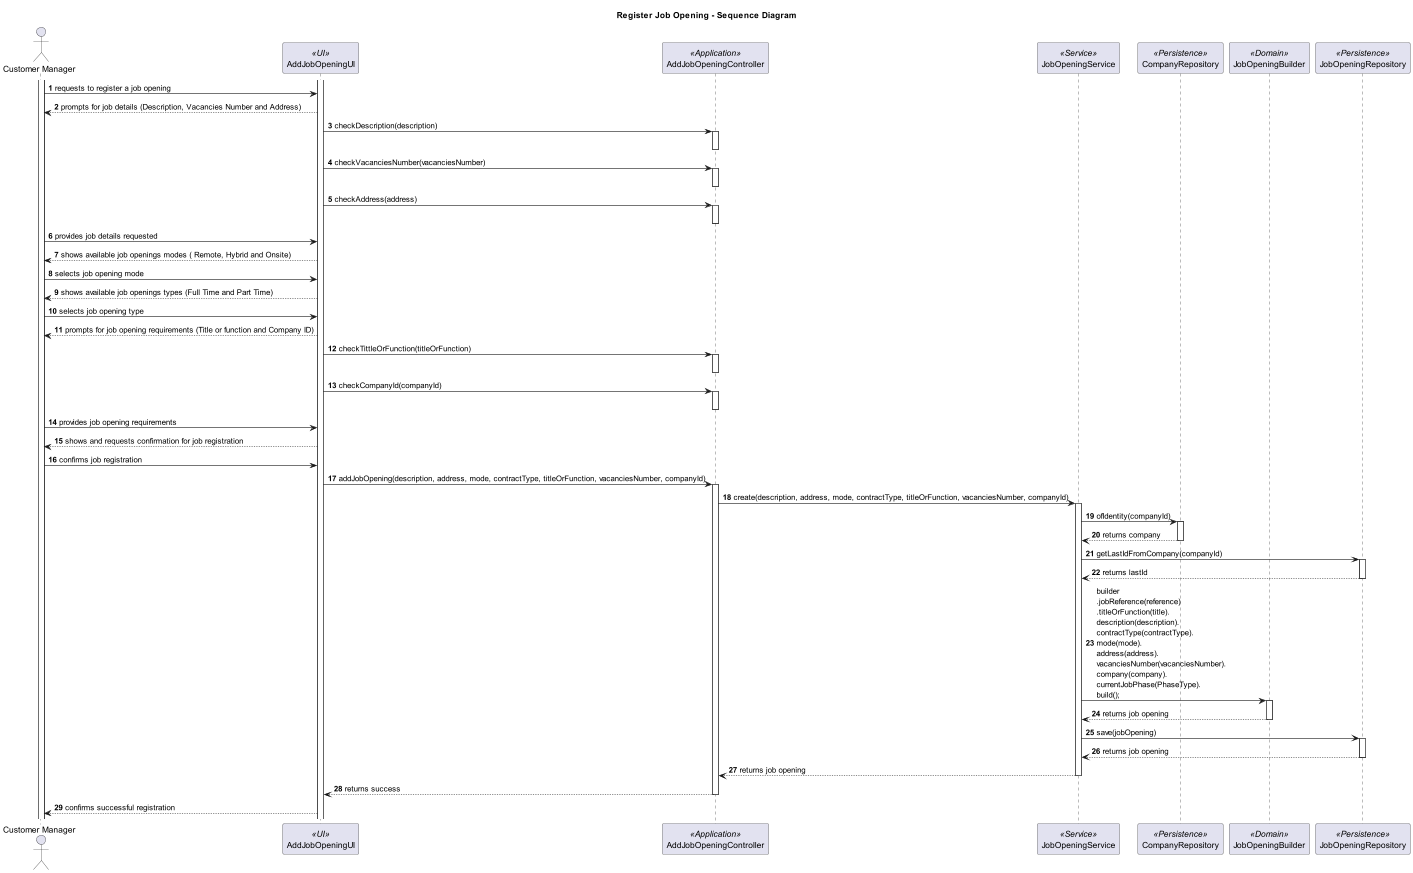 Register Job Opening - Sequence Diagram
Customer Manager
«UI»
AddJobOpeningUI
«Application»
AddJobOpeningController
«Service»
JobOpeningService
«Persistence»
CompanyRepository
«Domain»
JobOpeningBuilder
«Persistence»
JobOpeningRepository
1 requests to register a job opening
2 prompts for job details (Description, Vacancies Number and Address)
3 checkDescription(description)
4 checkVacanciesNumber(vacanciesNumber)
5 checkAddress(address)
6 provides job details requested
7 shows available job openings modes ( Remote, Hybrid and Onsite)
8 selects job opening mode
9 shows available job openings types (Full Time and Part Time)
10 selects job opening type
11 prompts for job opening requirements (Title or function and Company ID)
12 checkTittleOrFunction(titleOrFunction)
13 checkCompanyId(companyId)
14 provides job opening requirements
15 shows and requests confirmation for job registration
16 confirms job registration
17 addJobOpening(description, address, mode, contractType, titleOrFunction, vacanciesNumber, companyId)
18 create(description, address, mode, contractType, titleOrFunction, vacanciesNumber, companyId)
19 ofIdentity(companyId)
20 returns company
21 getLastIdFromCompany(companyId)
22 returns lastId
builder
.jobReference(reference)
.titleOrFunction(title).
description(description).
contractType(contractType).
23 mode(mode).
address(address).
vacanciesNumber(vacanciesNumber).
company(company).
currentJobPhase(PhaseType).
build();
24 returns job opening
25 save(jobOpening)
26 returns job opening
27 returns job opening
28 returns success
29 confirms successful registration
Customer Manager
«UI»
AddJobOpeningUI
«Application»
AddJobOpeningController
«Service»
JobOpeningService
«Persistence»
CompanyRepository
«Domain»
JobOpeningBuilder
«Persistence»
JobOpeningRepository